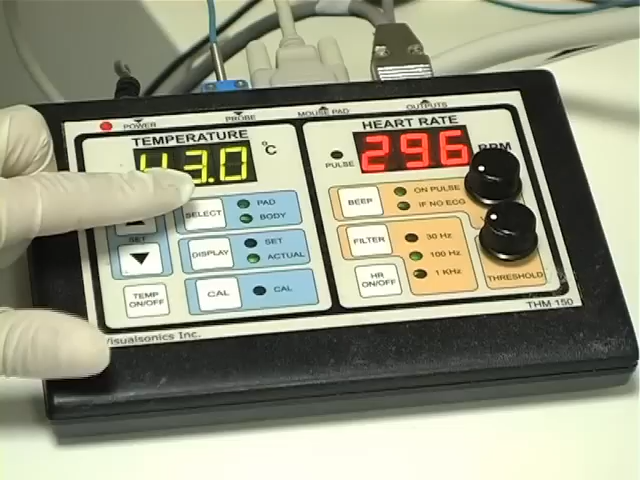 POWER
PROBE
MOUSE PAD
OUTPUTS
TEMPERATURE
43.0 °C
SELECT
PAD
BODY
SET
DISPLAY
SET
ACTUAL
TEMP
ON/OFF
CAL
CAL
Visualsonics Inc.
HEART RATE
PULSE
296
RPM
BEEP
ON PULSE
IF NO ECG
FILTER
30 Hz
100 Hz
1 KHz
HR
ON/OFF
THRESHOLD
THM 150